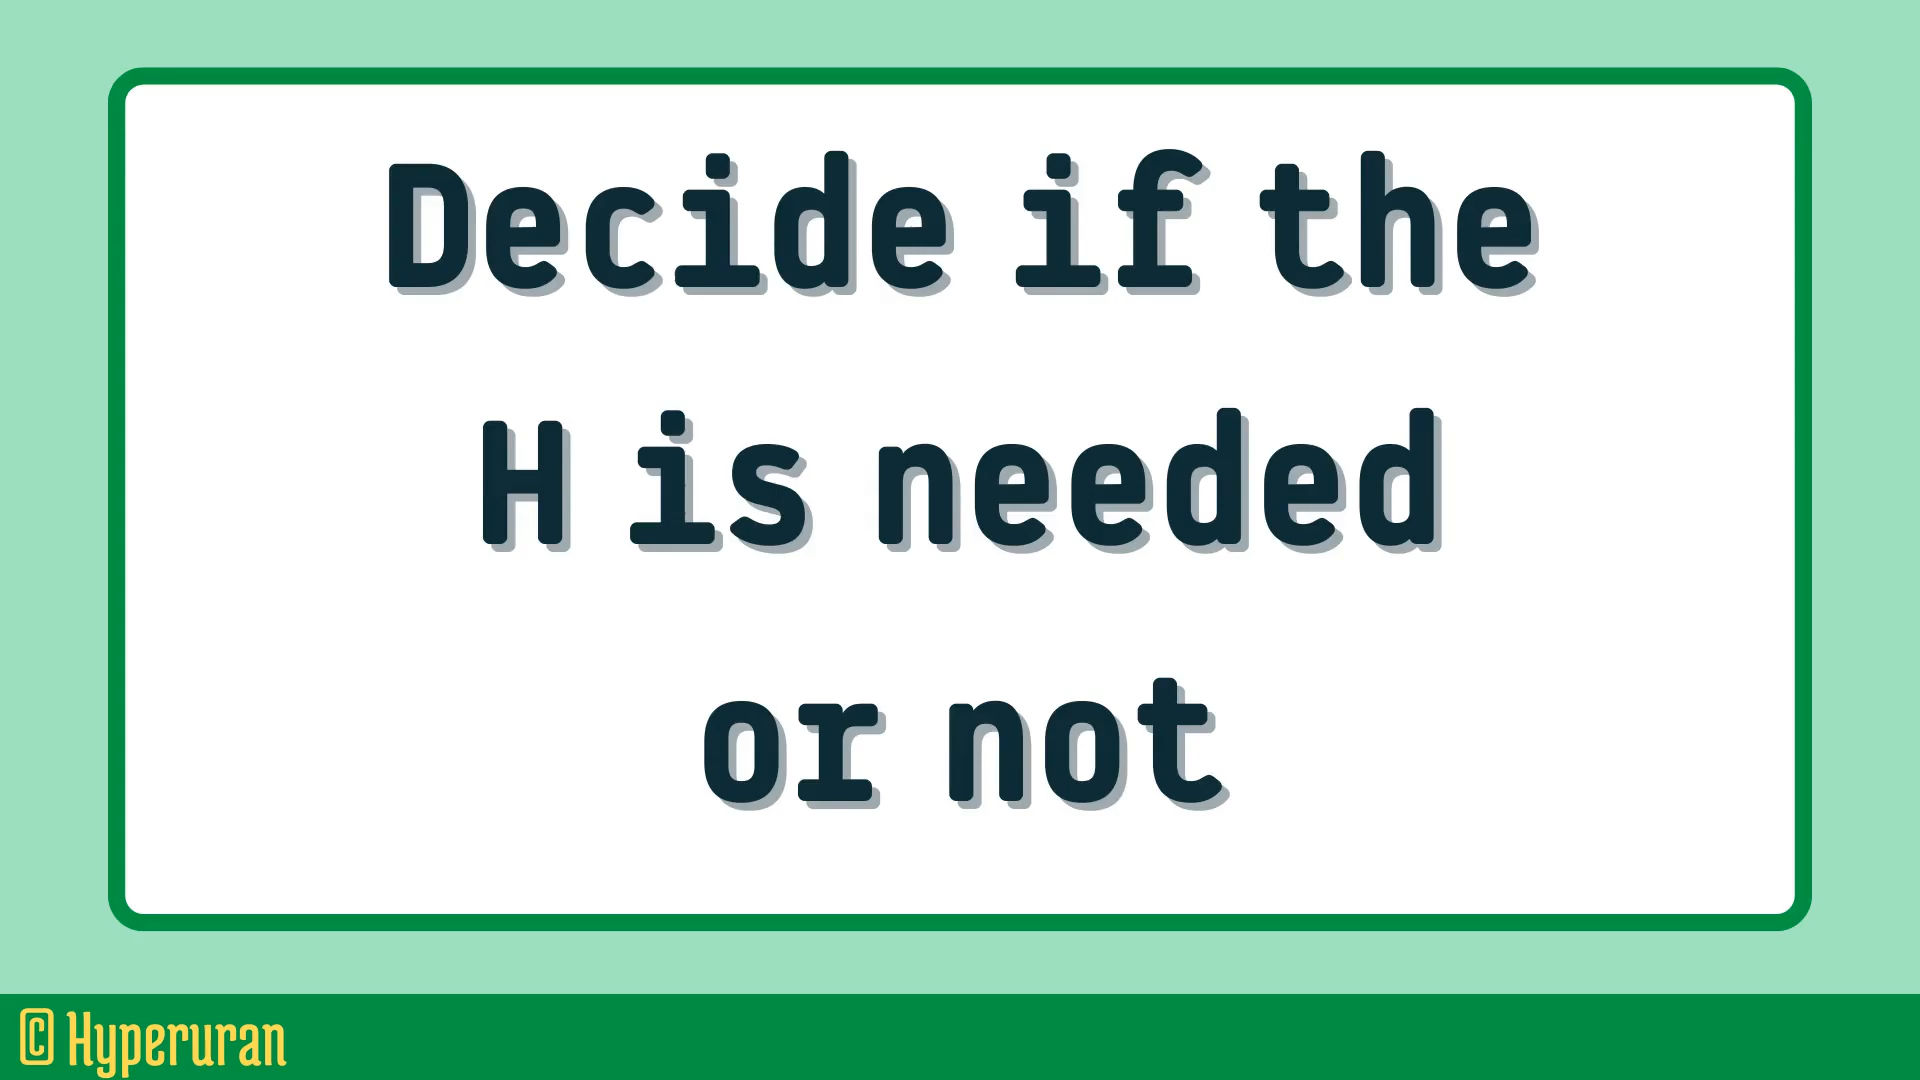 Decide if the
H is needed
or not
© Hyperuran